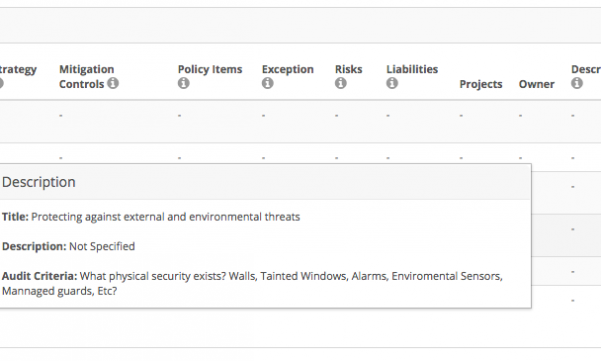 trategy Mitigation Controls Policy Items Exception Risks Liabilities Projects Owner Descr
- - - - - - - -
- - - - - - - -
Description
-
Title: Protecting against external and environmental threats
-
Description: Not Specified
-
Audit Criteria: What physical security exists? Walls, Tainted Windows, Alarms, Enviromental Sensors,
Mannaged guards, Etc?
-